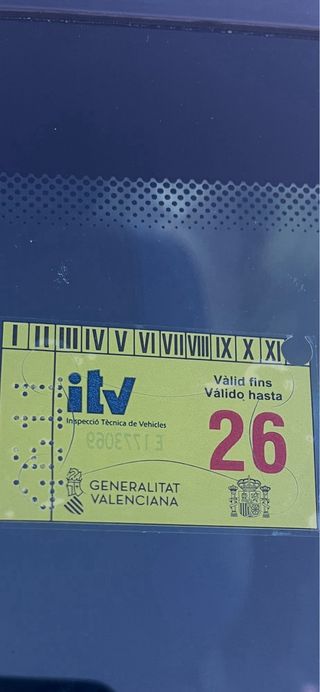 I II III IV V VI VII VIII IX X XI
itv
Inspecció Tècnica de Vehicles
Vàlid fins
Válido hasta
26
E 1773069
GENERALITAT
VALENCIANA